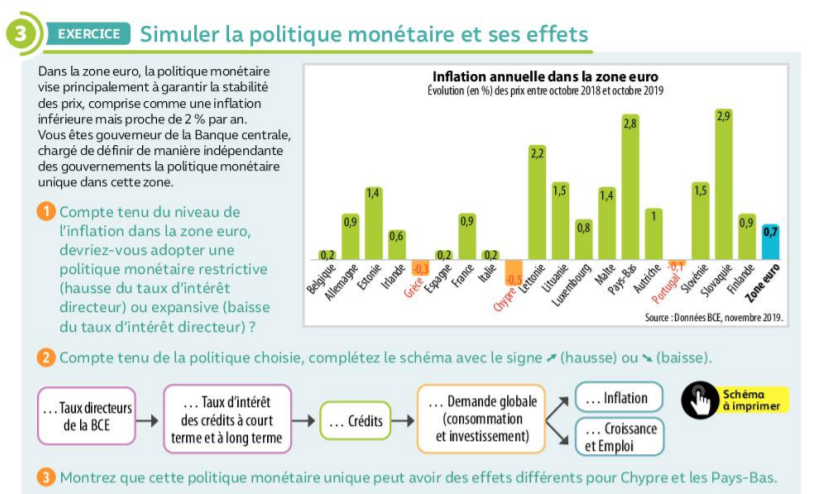 3 EXERCICE Simuler la politique monétaire et ses effets
Dans la zone euro, la politique monétaire
vise principalement à garantir la stabilité
des prix, comprise comme une inflation
inférieure mais proche de 2 % par an.
Vous êtes gouverneur de la Banque centrale,
chargé de définir de manière indépendante
des gouvernements la politique monétaire
unique dans cette zone.
1 Compte tenu du niveau de
l'inflation dans la zone euro,
devriez-vous adopter une
politique monétaire restrictive
(hausse du taux d'intérêt
directeur) ou expansive (baisse
du taux d'intérêt directeur) ?
Inflation annuelle dans la zone euro
Évolution (en %) des prix entre octobre 2018 et octobre 2019
0,2
0,9
1,4
0,6
-0,3
0,2
0,9
0,2
-0,5
2,2
1,5
0,8
1,4
2,8
1
-0,1
1,5
2,9
0,9
0,7
Belgique
Allemagne
Estonie
Irlande
Grèce
Espagne
France
Italie
Chypre
Lettonie
Lituanie
Luxembourg
Malte
Pays-Bas
Autriche
Portugal
Slovénie
Slovaquie
Finlande
Zone euro
Source : Données BCE, novembre 2019.
2 Compte tenu de la politique choisie, complétez le schéma avec le signe ➚ (hausse) ou ➘ (baisse).
… Taux directeurs
de la BCE
… Taux d'intérêt
des crédits à court
terme et à long terme
… Crédits
… Demande globale
(consommation
et investissement)
… Inflation
… Croissance
et Emploi
Schéma
à imprimer
3 Montrez que cette politique monétaire unique peut avoir des effets différents pour Chypre et les Pays-Bas.